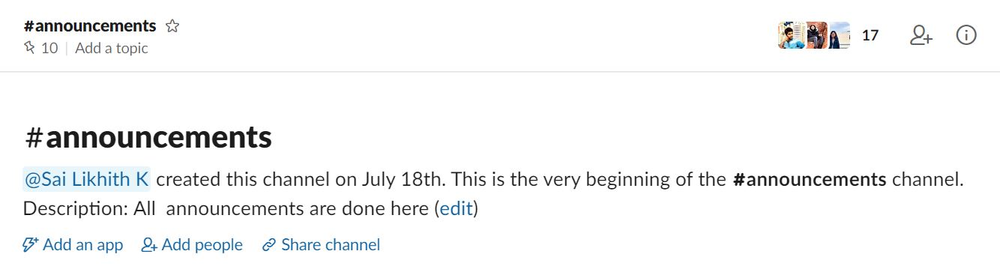 #announcements
17
10 | Add a topic
#announcements
@Sai Likhith K created this channel on July 18th. This is the very beginning of the #announcements channel.
Description: All  announcements are done here (edit)
Add an app Add people Share channel